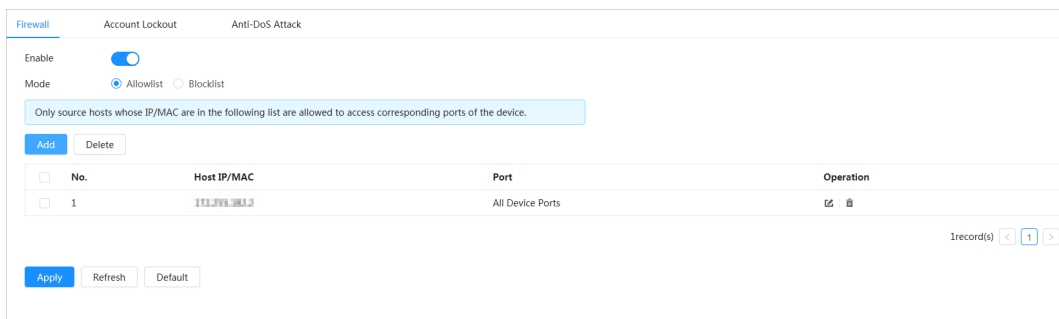 Firewall Account Lockout Anti-DoS Attack
Enable
Mode Allowlist Blocklist
Only source hosts whose IP/MAC are in the following list are allowed to access corresponding ports of the device.
Add Delete
No. Host IP/MAC Port Operation
1 All Device Ports
1record(s) < 1 >
Apply Refresh Default